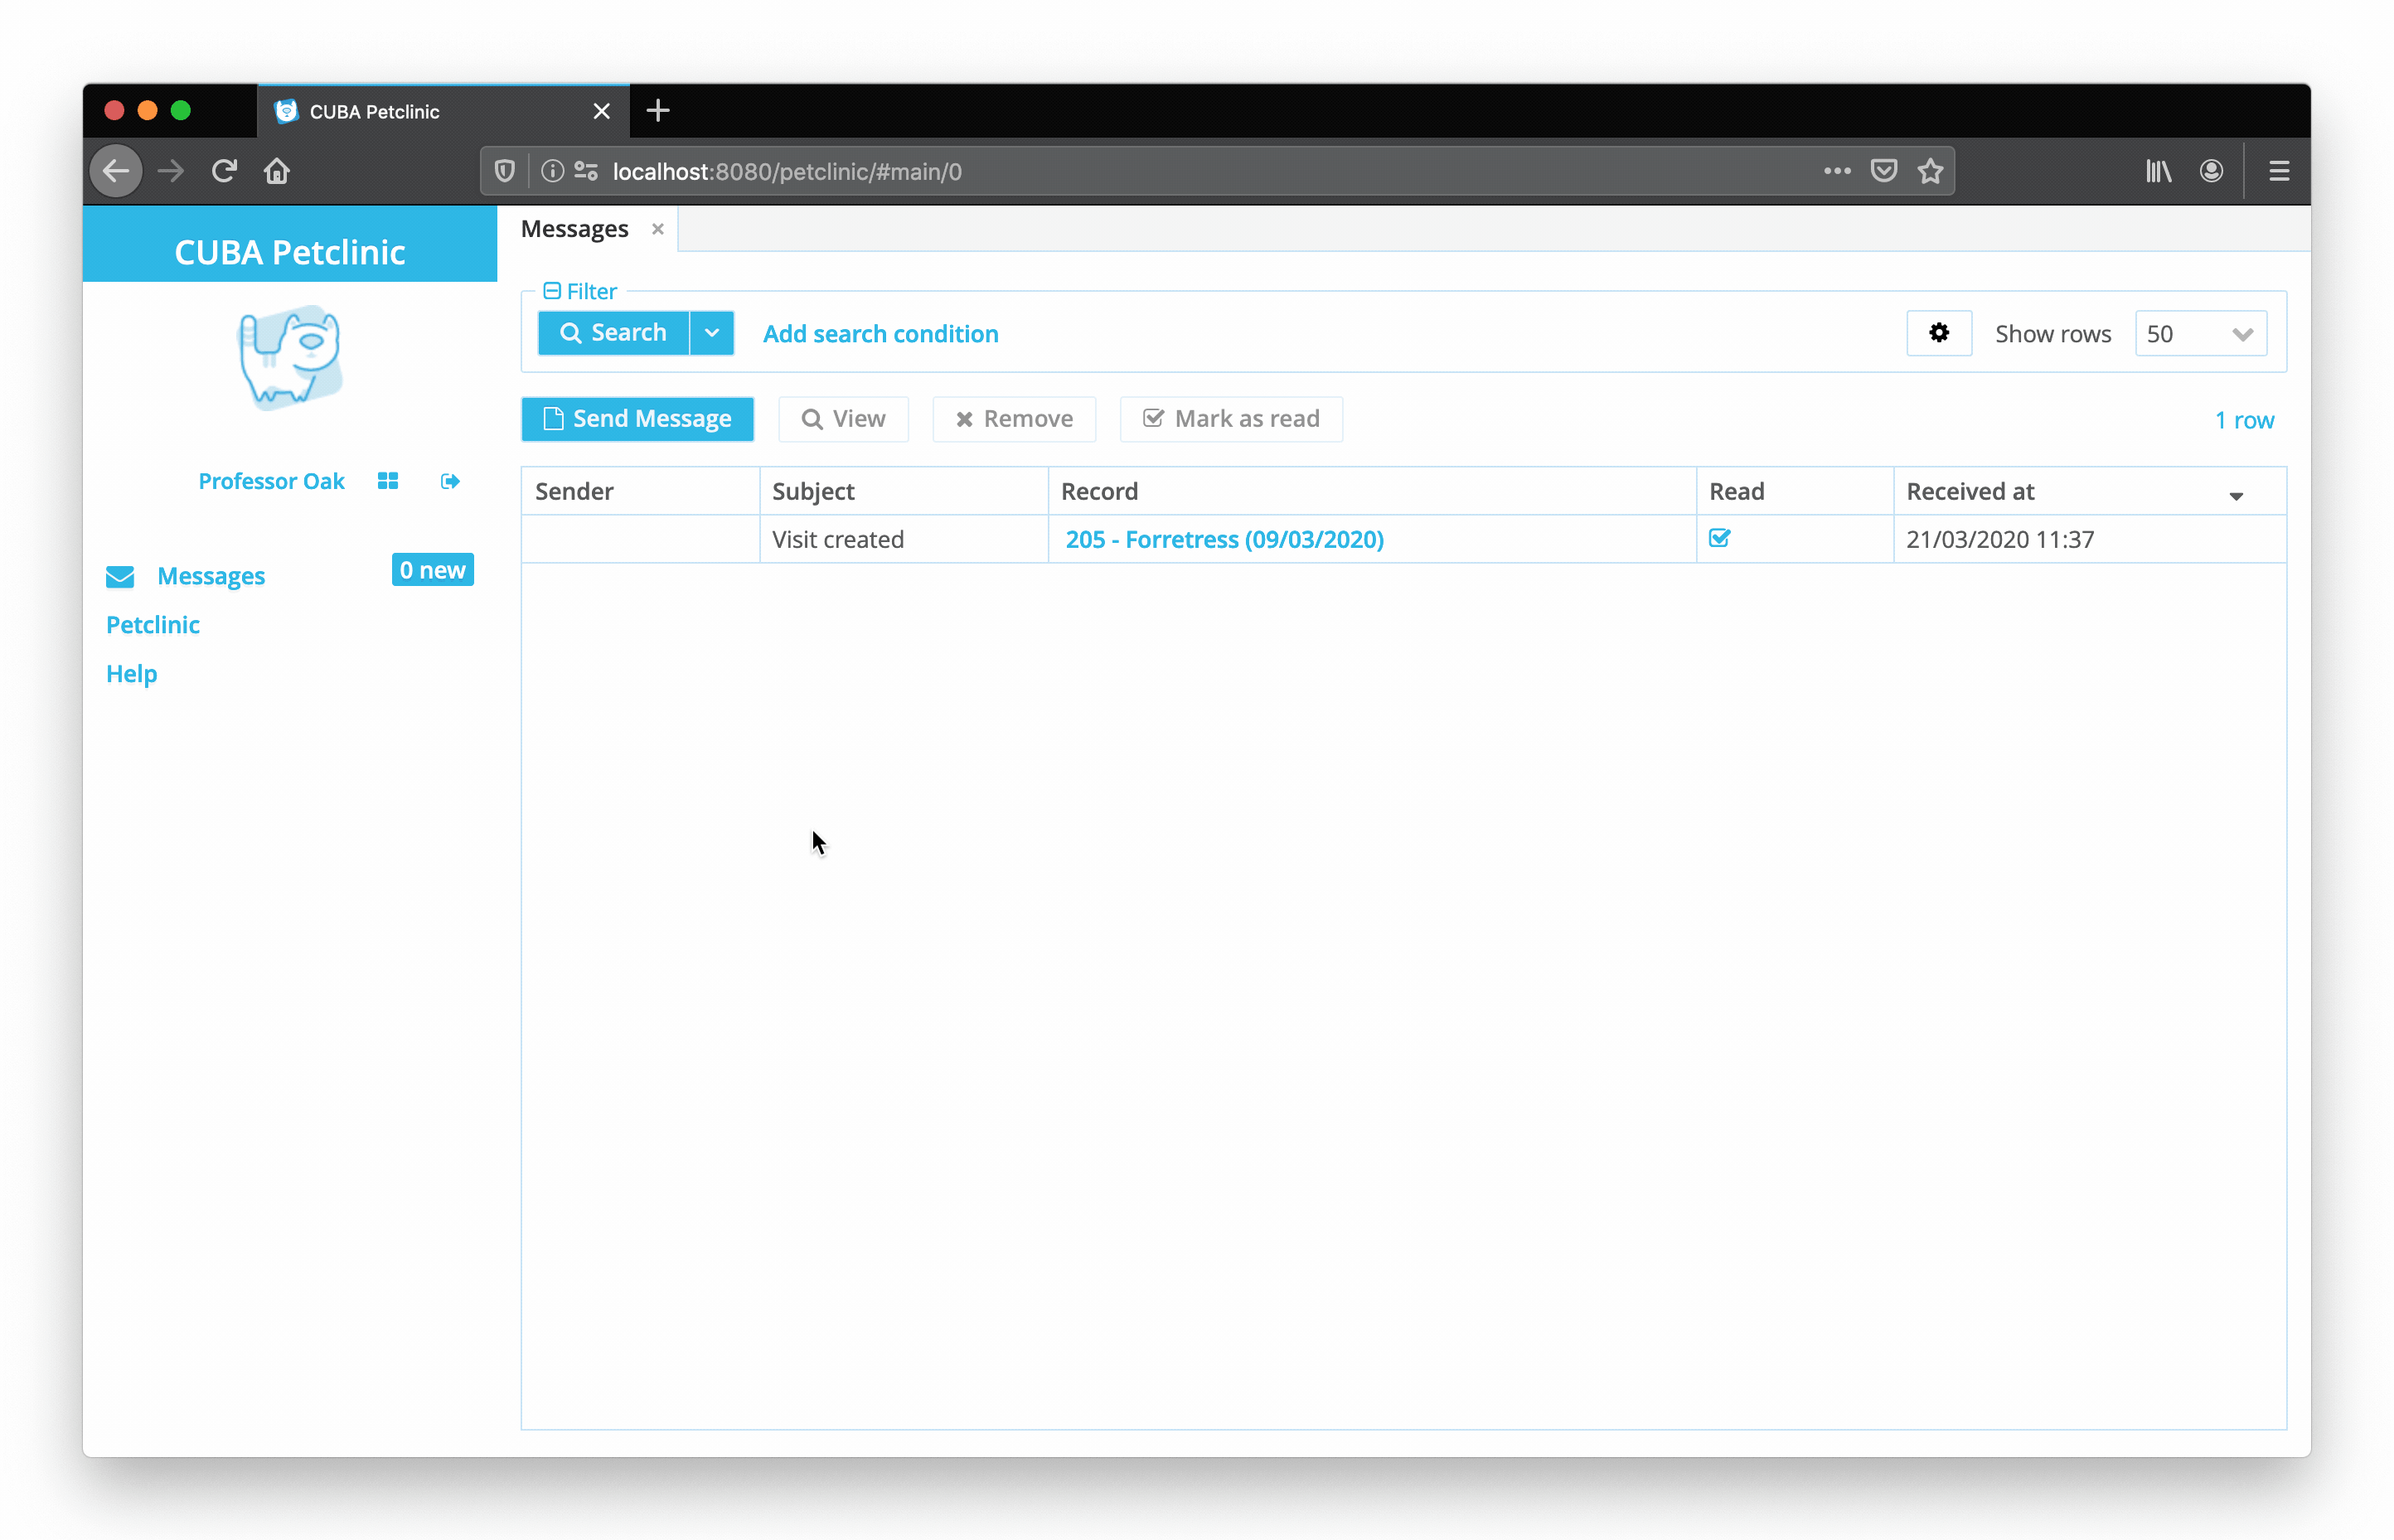 CUBA Petclinic
localhost:8080/petclinic/#main/0
CUBA Petclinic
Messages
Filter
Search Add search condition Show rows 50
Send Message View Remove Mark as read 1 row
Professor Oak
Sender Subject Record Read Received at
Visit created 205 - Forretress (09/03/2020) 21/03/2020 11:37
Messages 0 new
Petclinic
Help